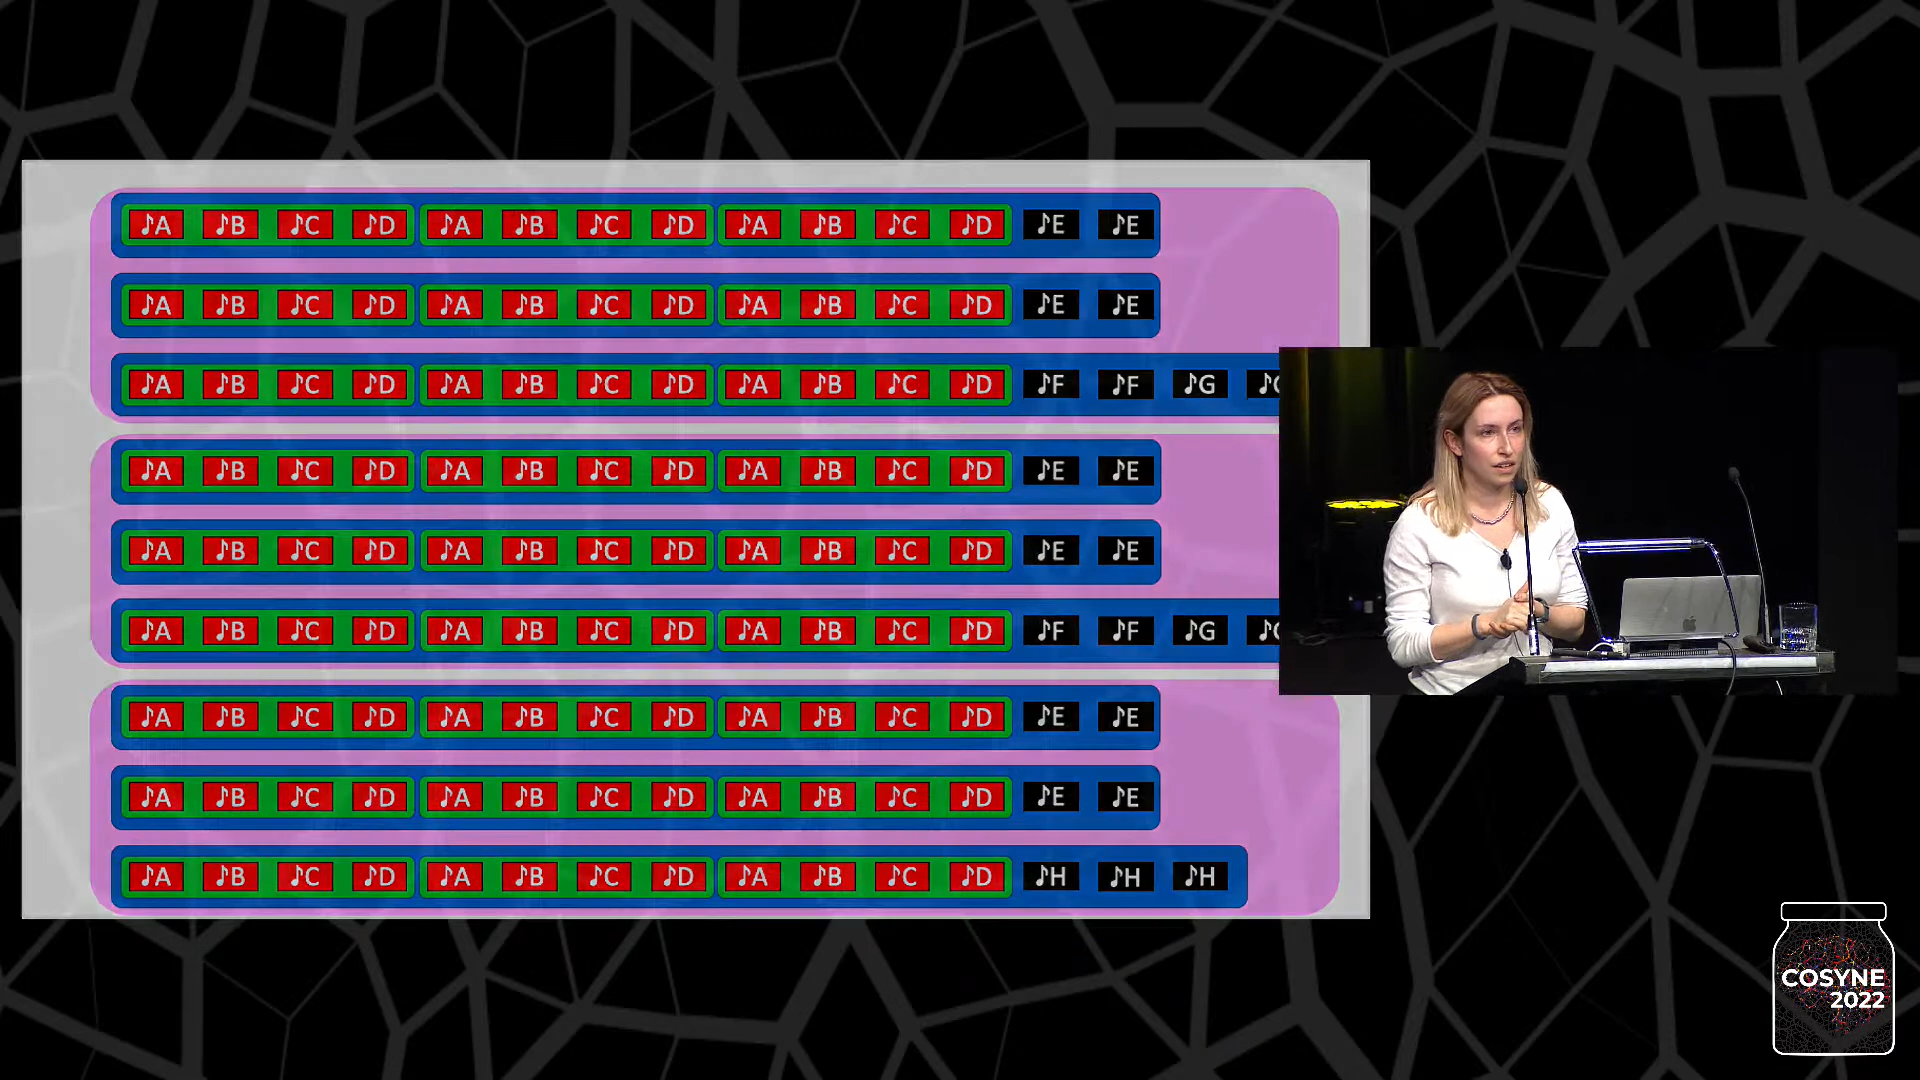 ♪A ♪B ♪C ♪D ♪A ♪B ♪C ♪D ♪A ♪B ♪C ♪D ♪E ♪E
♪A ♪B ♪C ♪D ♪A ♪B ♪C ♪D ♪A ♪B ♪C ♪D ♪E ♪E
♪A ♪B ♪C ♪D ♪A ♪B ♪C ♪D ♪A ♪B ♪C ♪D ♪F ♪F ♪G
♪A ♪B ♪C ♪D ♪A ♪B ♪C ♪D ♪A ♪B ♪C ♪D ♪E ♪E
♪A ♪B ♪C ♪D ♪A ♪B ♪C ♪D ♪A ♪B ♪C ♪D ♪E ♪E
♪A ♪B ♪C ♪D ♪A ♪B ♪C ♪D ♪A ♪B ♪C ♪D ♪F ♪F ♪G
♪A ♪B ♪C ♪D ♪A ♪B ♪C ♪D ♪A ♪B ♪C ♪D ♪E ♪E
♪A ♪B ♪C ♪D ♪A ♪B ♪C ♪D ♪A ♪B ♪C ♪D ♪E ♪E
♪A ♪B ♪C ♪D ♪A ♪B ♪C ♪D ♪A ♪B ♪C ♪D ♪H ♪H ♪H
COSYNE
2022